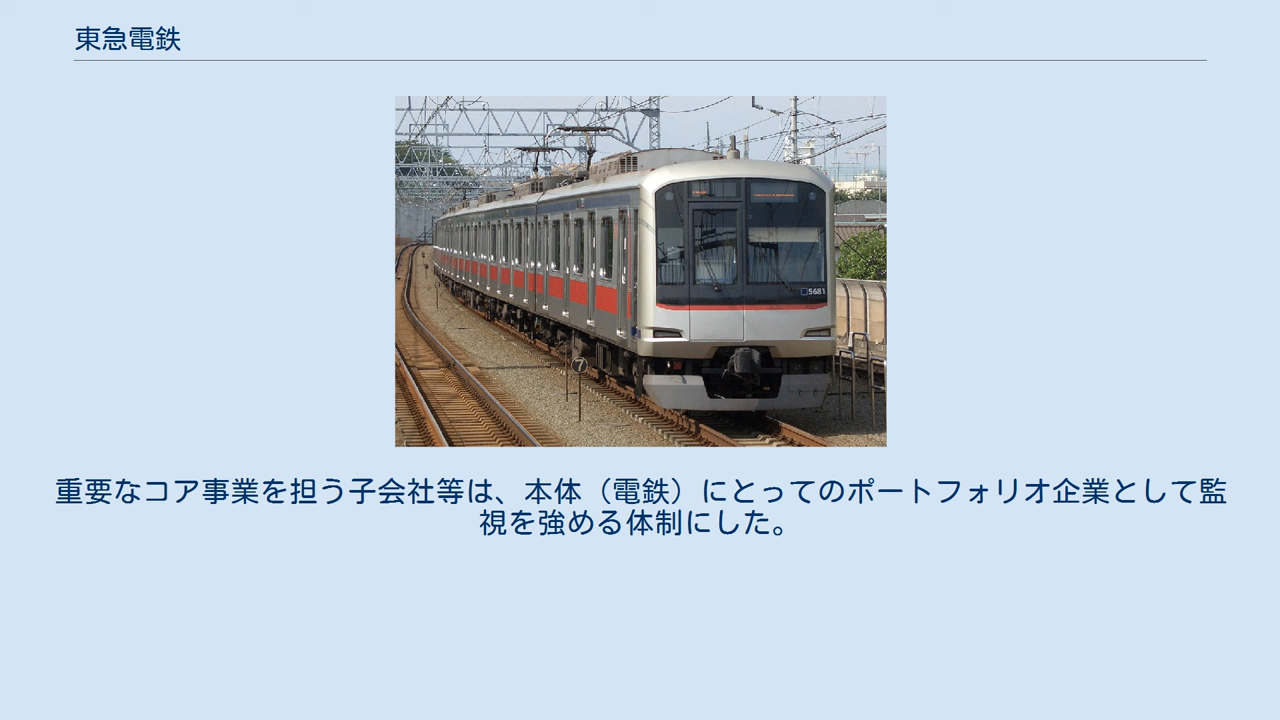 東急電鉄
5681
重要なコア事業を担う子会社等は、本体（電鉄）にとってのポートフォリオ企業として監
視を強める体制にした。